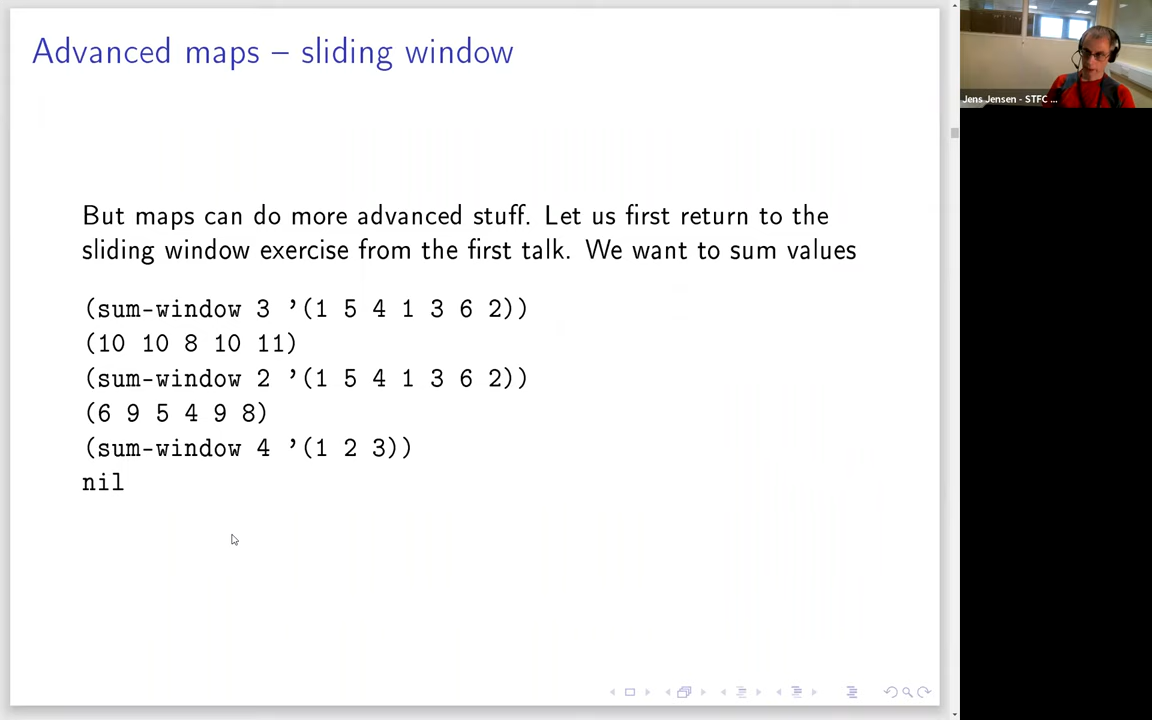 Advanced maps – sliding window
Jens Jensen - STFC ...
But maps can do more advanced stuff. Let us first return to the
sliding window exercise from the first talk. We want to sum values
(sum-window 3 ’(1 5 4 1 3 6 2))
(10 10 8 10 11)
(sum-window 2 ’(1 5 4 1 3 6 2))
(6 9 5 4 9 8)
(sum-window 4 ’(1 2 3))
nil